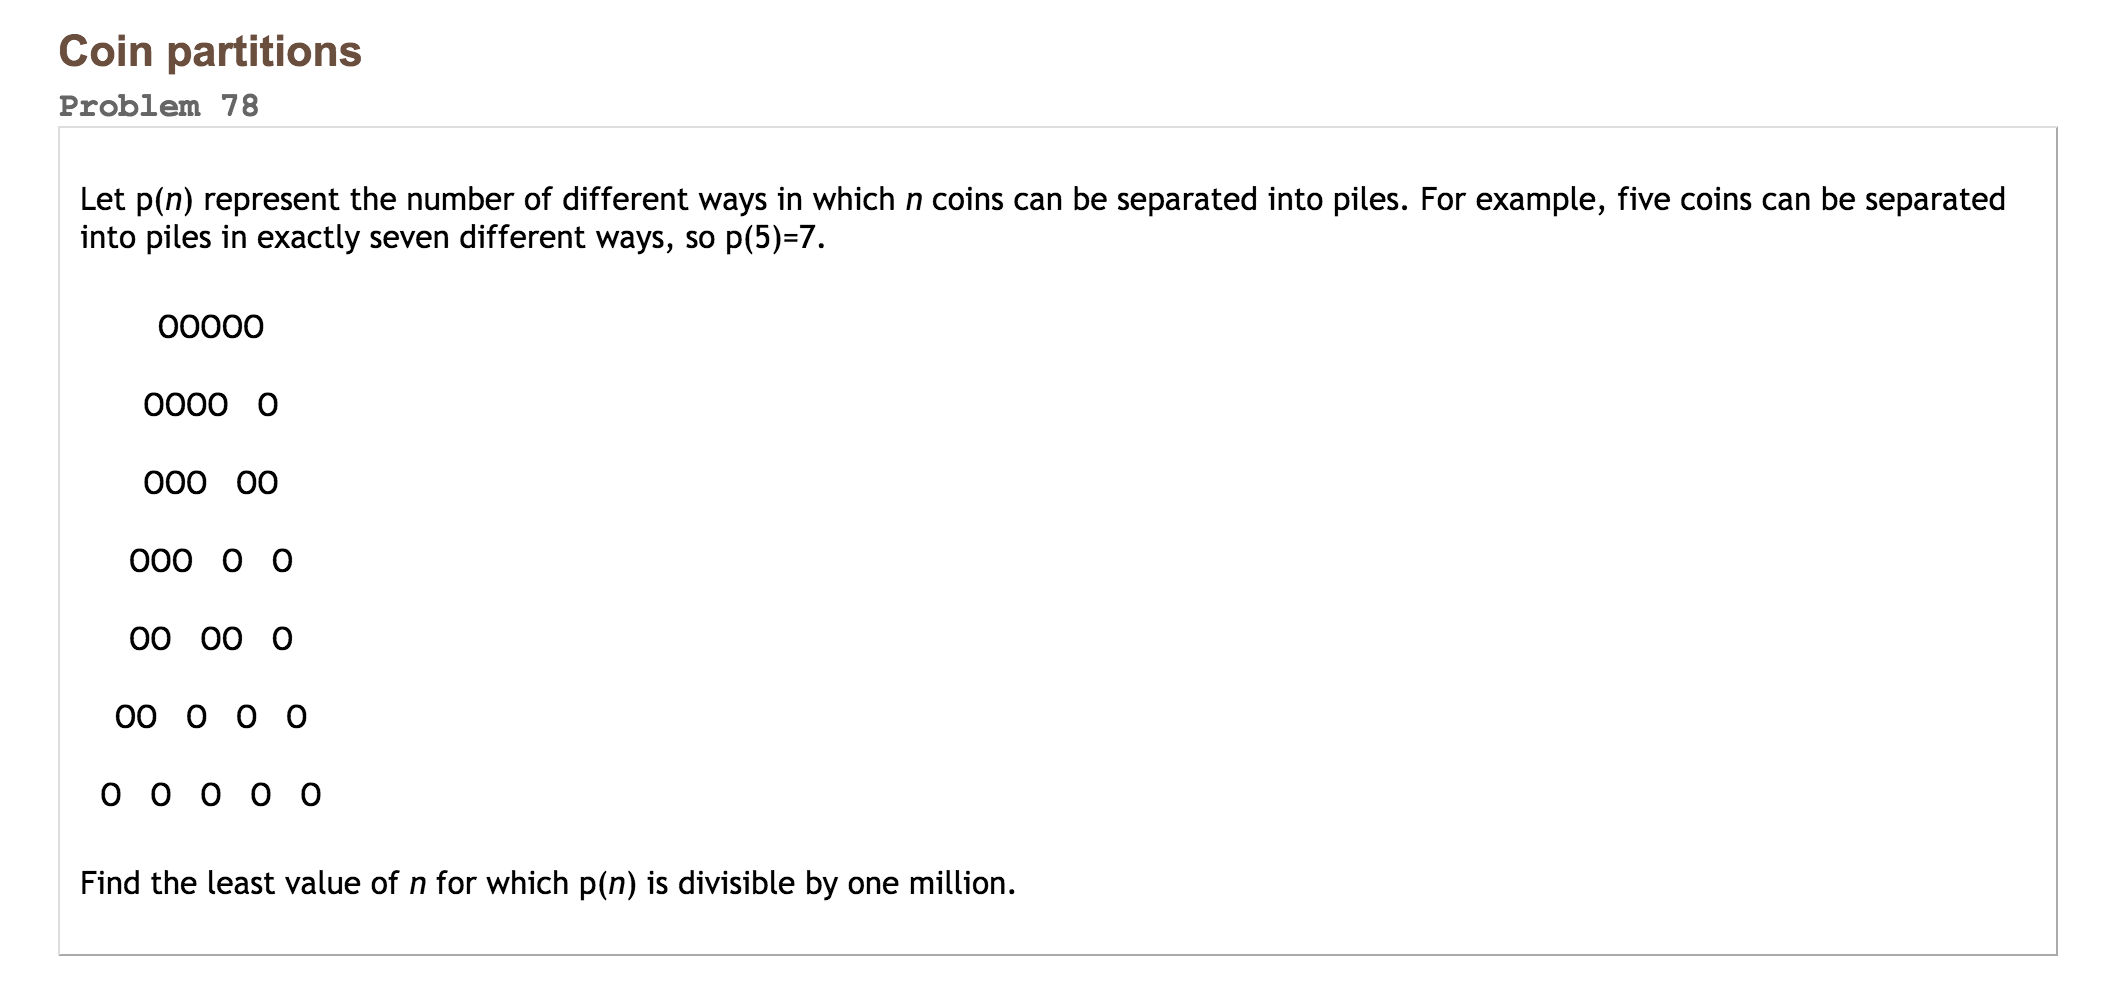 Coin partitions
Problem 78
Let p(n) represent the number of different ways in which n coins can be separated into piles. For example, five coins can be separated
into piles in exactly seven different ways, so p(5)=7.
OOOOO
OOOO O
OOO OO
OOO O O
OO OO O
OO O O O
O O O O O
Find the least value of n for which p(n) is divisible by one million.